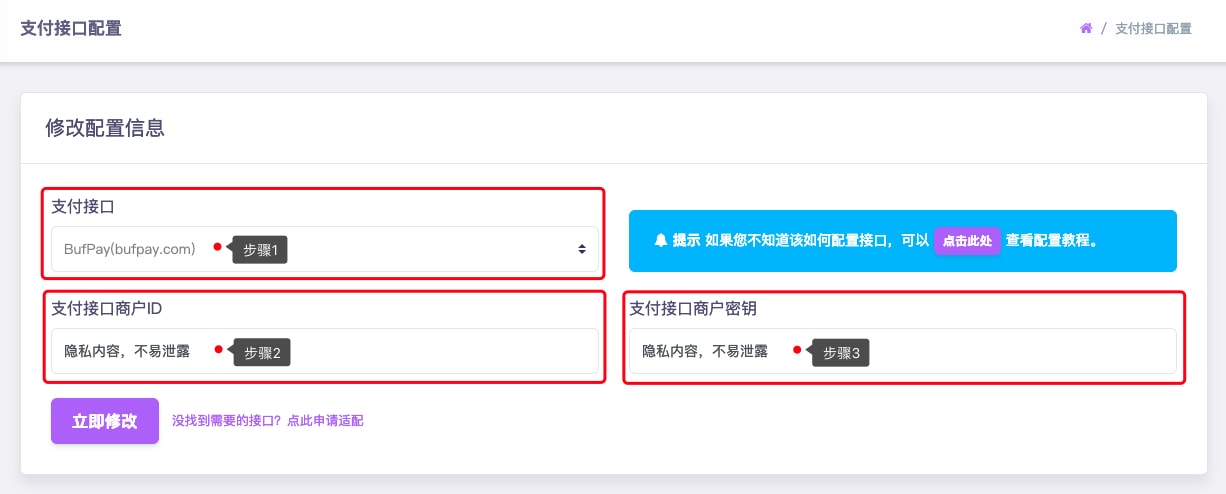 支付接口配置
/ 支付接口配置
修改配置信息
支付接口
BufPay(bufpay.com)
步骤1
提示 如果您不知道该如何配置接口，可以 点击此处 查看配置教程。
支付接口商户ID
隐私内容，不易泄露
步骤2
支付接口商户密钥
隐私内容，不易泄露
步骤3
立即修改
没找到需要的接口？点此申请适配